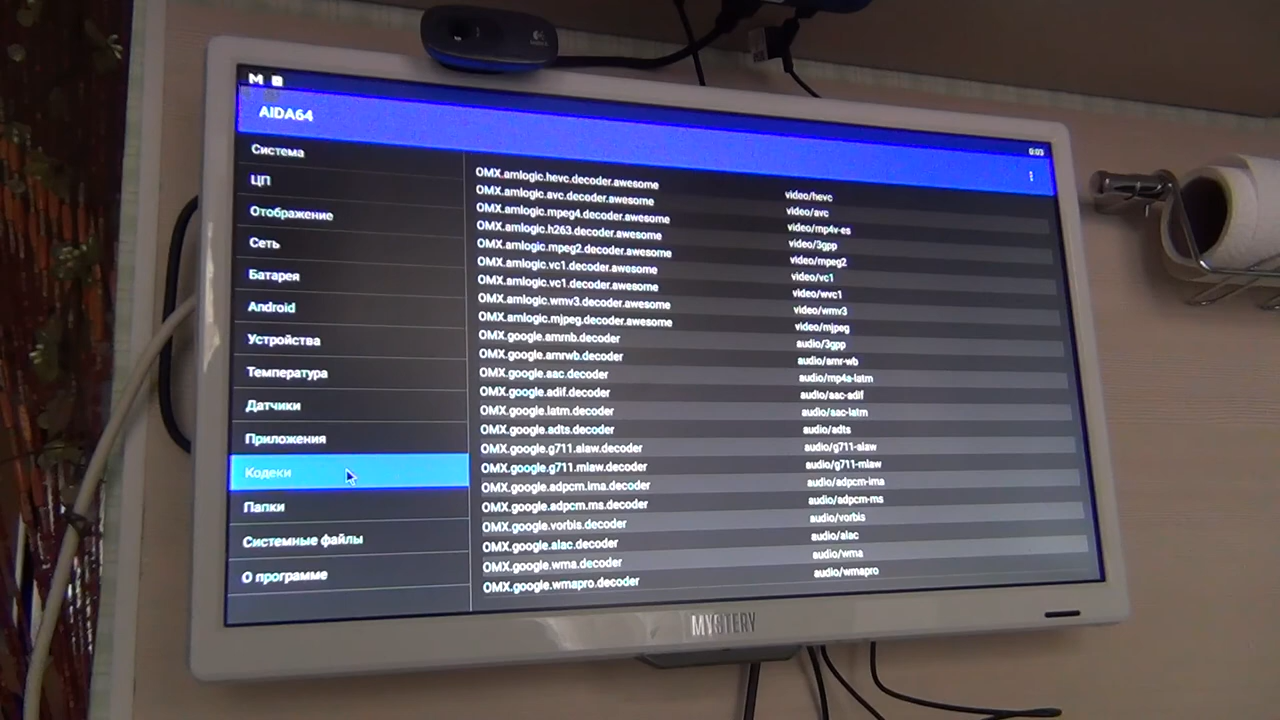 M
0:03
AIDA64
Система
ЦП
Отображение
Сеть
Батарея
Android
Устройства
Температура
Датчики
Приложения
Кодеки
Папки
Системные файлы
О программе
OMX.amlogic.hevc.decoder.awesome video/hevc
OMX.amlogic.avc.decoder.awesome video/avc
OMX.amlogic.mpeg4.decoder.awesome video/mp4v-es
OMX.amlogic.h263.decoder.awesome video/3gpp
OMX.amlogic.mpeg2.decoder.awesome video/mpeg2
OMX.amlogic.vc1.decoder.awesome video/vc1
OMX.amlogic.vc1.decoder.awesome video/wvc1
OMX.amlogic.wmv3.decoder.awesome video/wmv3
OMX.amlogic.mjpeg.decoder.awesome video/mjpeg
OMX.google.amrnb.decoder audio/3gpp
OMX.google.amrwb.decoder audio/amr-wb
OMX.google.aac.decoder audio/mp4a-latm
OMX.google.adif.decoder audio/aac-adif
OMX.google.latm.decoder audio/aac-latm
OMX.google.adts.decoder audio/adts
OMX.google.g711.alaw.decoder audio/g711-alaw
OMX.google.g711.mlaw.decoder audio/g711-mlaw
OMX.google.adpcm.ima.decoder audio/adpcm-ima
OMX.google.adpcm.ms.decoder audio/adpcm-ms
OMX.google.vorbis.decoder audio/vorbis
OMX.google.alac.decoder audio/alac
OMX.google.wma.decoder audio/wma
OMX.google.wmapro.decoder audio/wmapro
MYSTERY